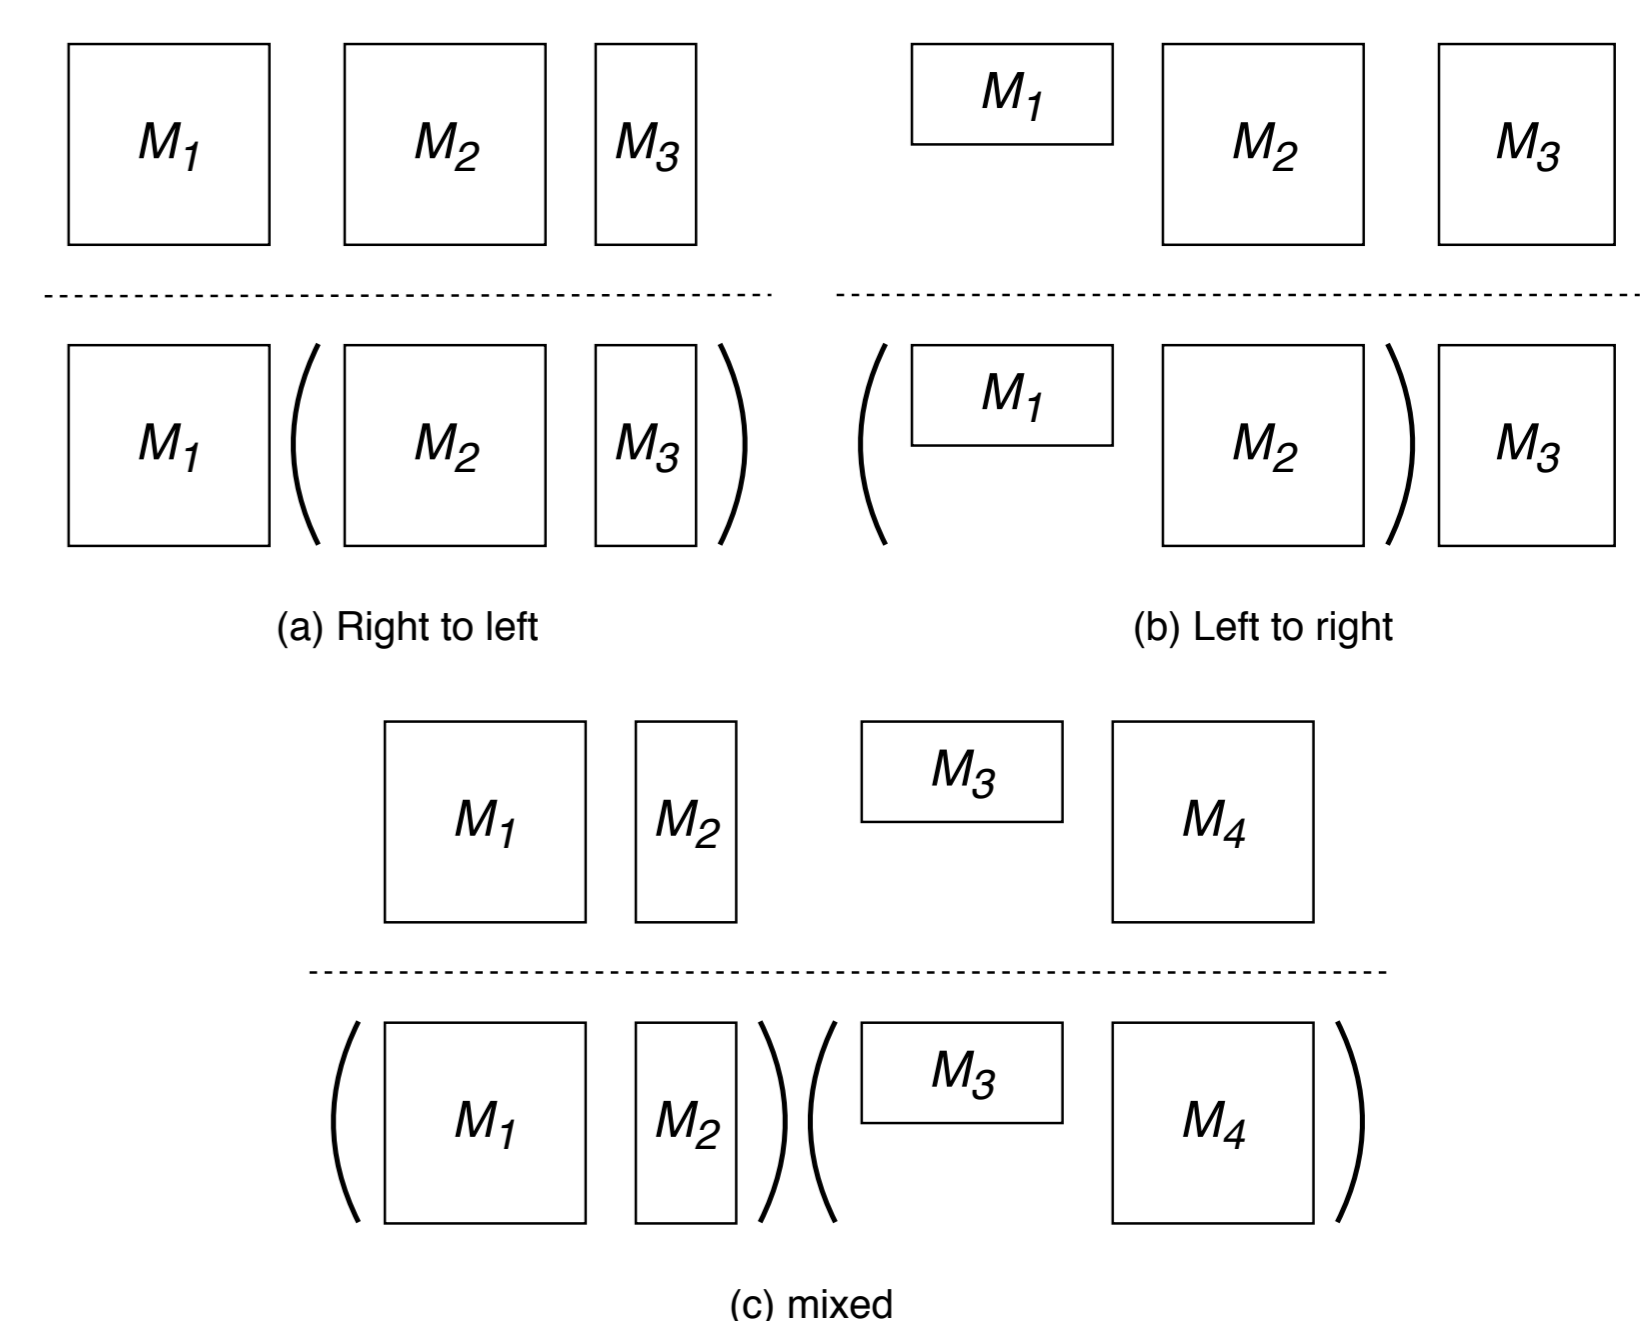 M1 M2 M3
M1 ( M2 M3 )
(a) Right to left
M1 M2 M3
( M1 M2 ) M3
(b) Left to right
M1 M2 M3 M4
( M1 M2 ) ( M3 M4 )
(c) mixed